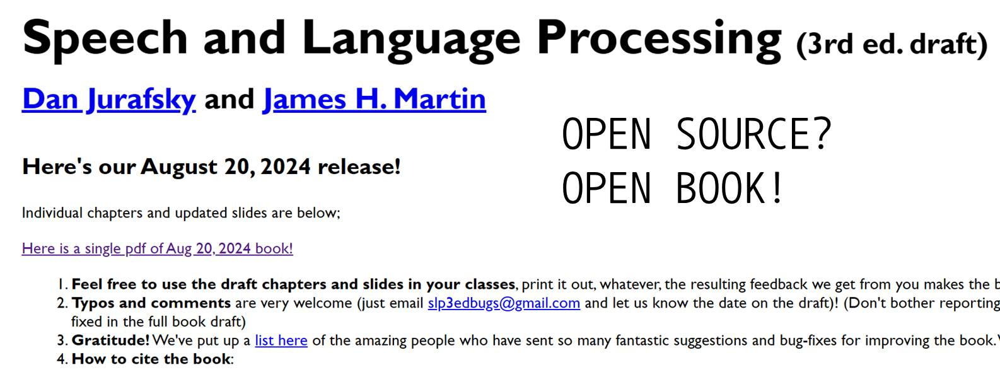 Speech and Language Processing (3rd ed. draft)
Dan Jurafsky and James H. Martin
OPEN SOURCE?
OPEN BOOK!
Here's our August 20, 2024 release!
Individual chapters and updated slides are below;
Here is a single pdf of Aug 20, 2024 book!
1. Feel free to use the draft chapters and slides in your classes, print it out, whatever, the resulting feedback we get from you makes the b
2. Typos and comments are very welcome (just email slp3edbugs@gmail.com and let us know the date on the draft)! (Don't bother reporting
fixed in the full book draft)
3. Gratitude! We've put up a list here of the amazing people who have sent so many fantastic suggestions and bug-fixes for improving the book.
4. How to cite the book: